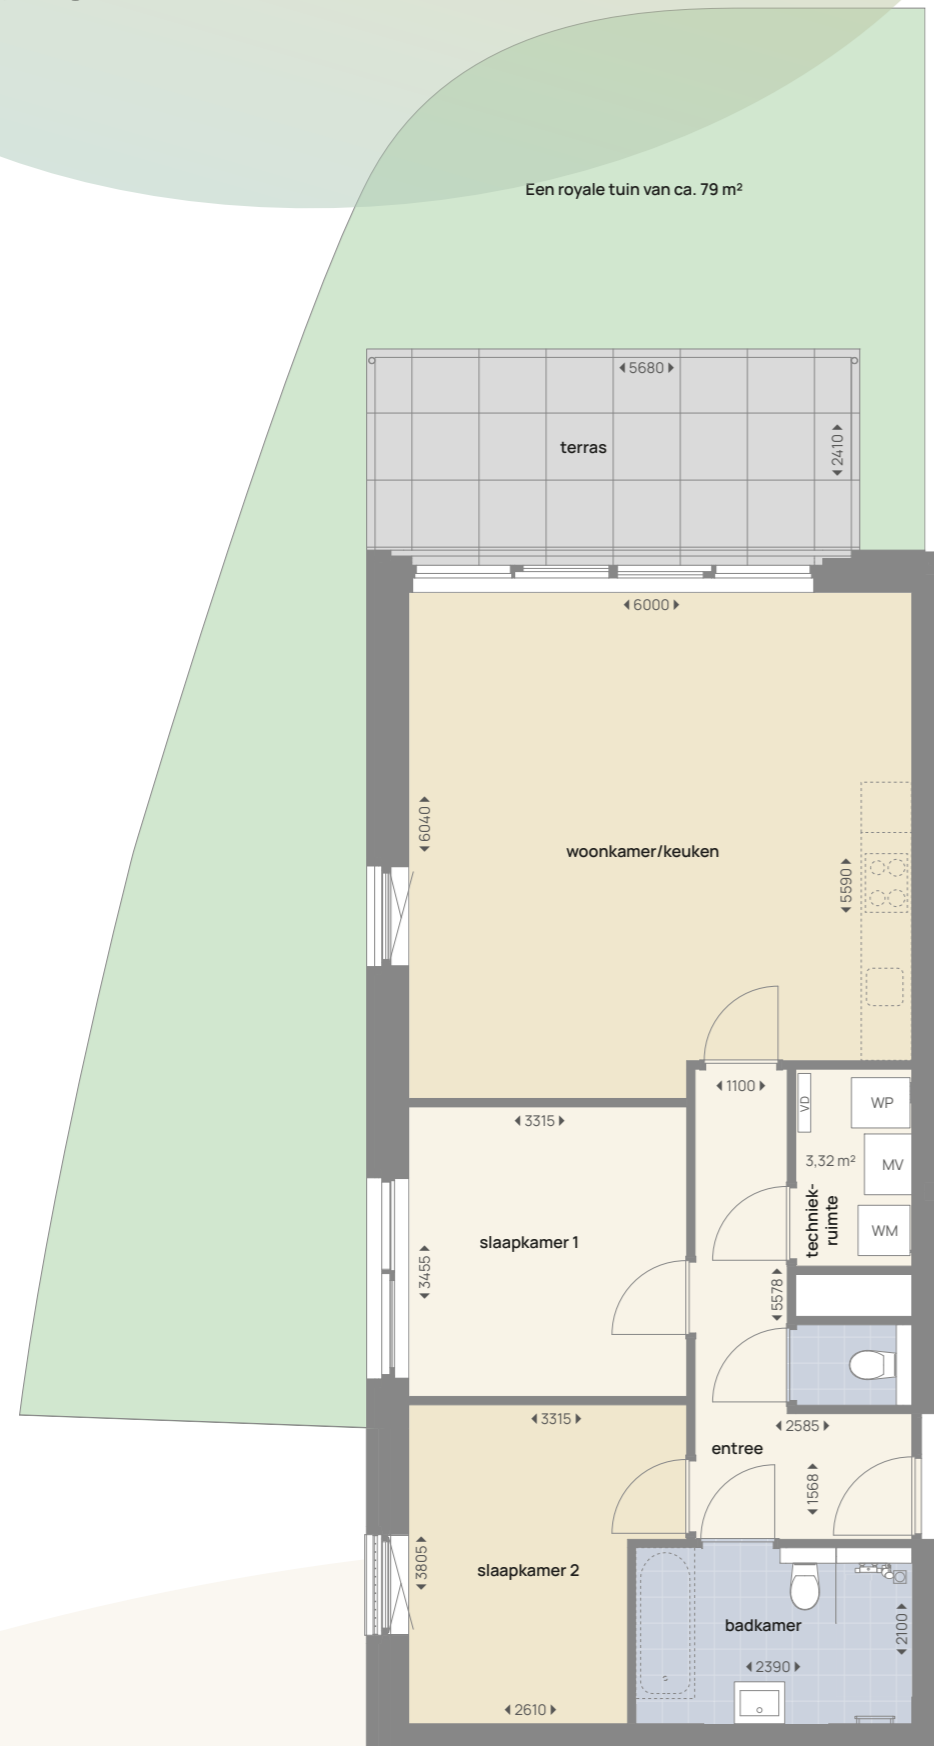 Een royale tuin van ca. 79 m²
5680
terras
2410
6000
6040
woonkamer/keuken
5590
1100
VD
WP
3315
3,32 m²
MV
techniek-
ruimte
WM
slaapkamer 1
3455
5578
3315
2585
entree
1568
3805
slaapkamer 2
badkamer
2100
2390
2610